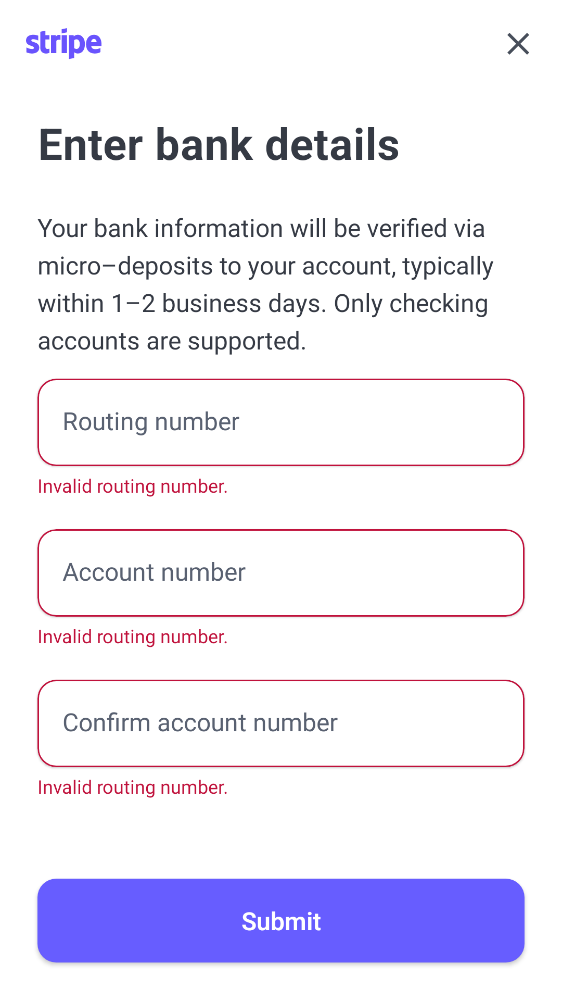 stripe
Enter bank details
Your bank information will be verified via
micro–deposits to your account, typically
within 1–2 business days. Only checking
accounts are supported.
Routing number
Invalid routing number.
Account number
Invalid routing number.
Confirm account number
Invalid routing number.
Submit